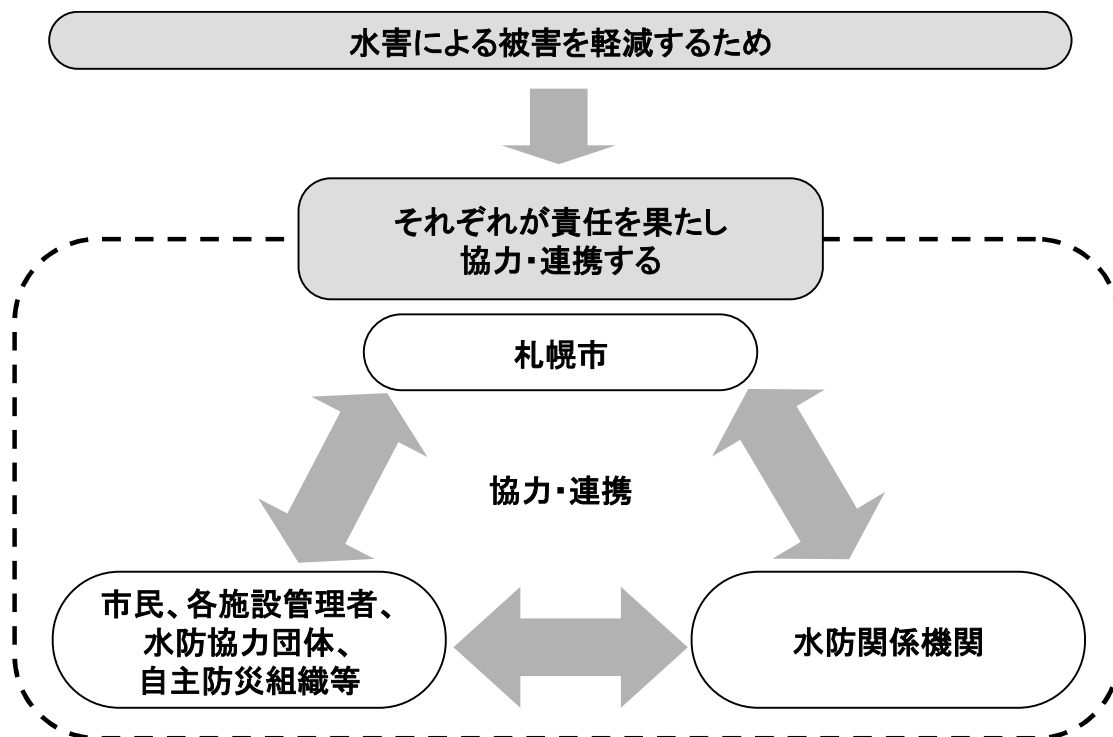 水害による被害を軽減するため
それぞれが責任を果たし
協力・連携する
札幌市
協力・連携
市民、各施設管理者、
水防協力団体、
自主防災組織等
水防関係機関